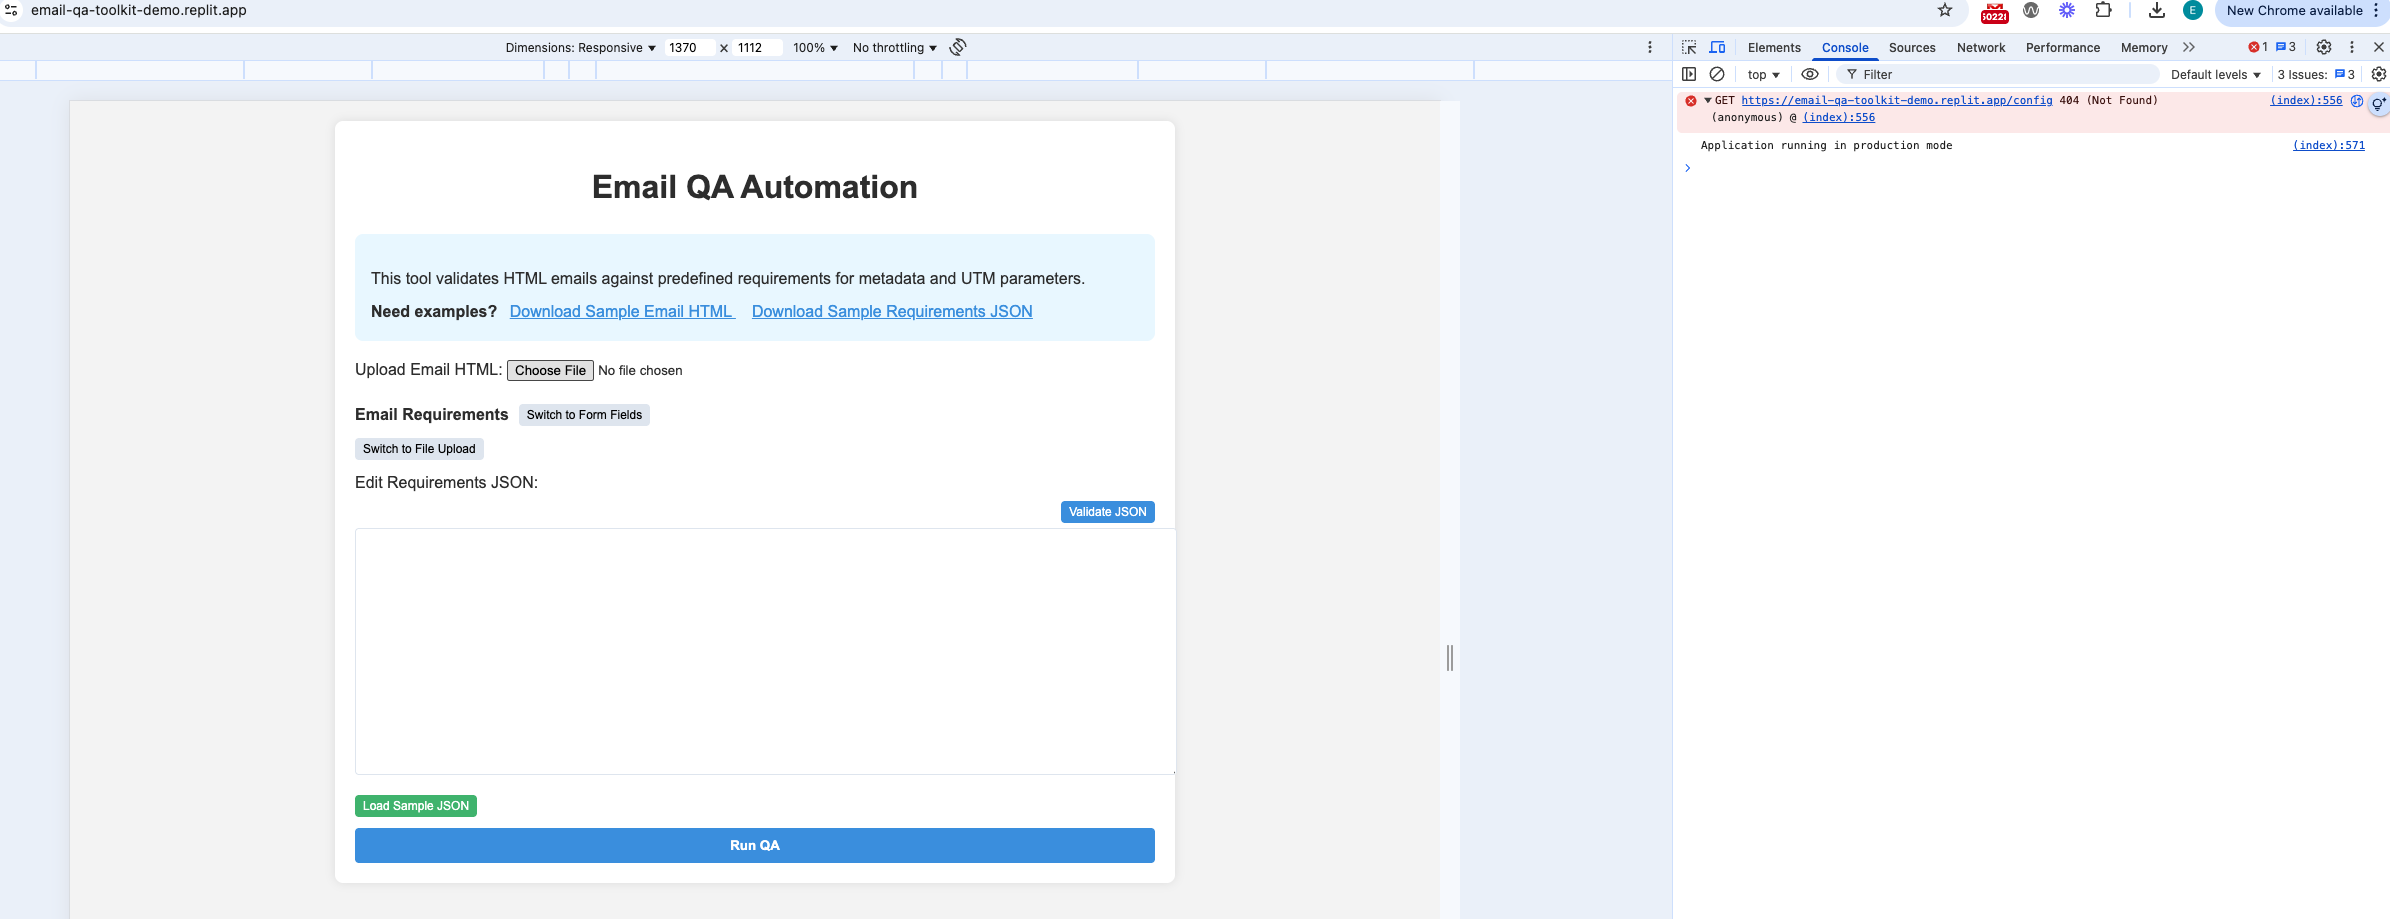 email-qa-toolkit-demo.replit.app
E
New Chrome available
Dimensions: Responsive 1370 x 1112 100% No throttling
Elements Console Sources Network Performance Memory 1 3
top Filter Default levels 3 Issues: 3
GET https://email-qa-toolkit-demo.replit.app/config 404 (Not Found) (index):556
(anonymous) @ (index):556
Application running in production mode (index):571
Email QA Automation
This tool validates HTML emails against predefined requirements for metadata and UTM parameters.
Need examples? Download Sample Email HTML Download Sample Requirements JSON
Upload Email HTML: Choose File No file chosen
Email Requirements Switch to Form Fields
Switch to File Upload
Edit Requirements JSON:
Validate JSON
Load Sample JSON
Run QA